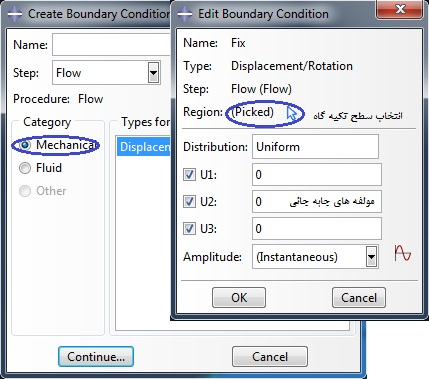 Create Boundary Condition
Name:
Step: Flow
Procedure: Flow
Category
Mechanical
Fluid
Other
Types for
Displacem
Continue...
Cancel
Edit Boundary Condition
X
Name: Fix
Type: Displacement/Rotation
Step: Flow (Flow)
Region: (Picked) انتخاب سطح تکیه گاه
Distribution: Uniform
U1: 0
U2: 0 مولفه های جابه جائی
U3: 0
Amplitude: (Instantaneous)
OK
Cancel